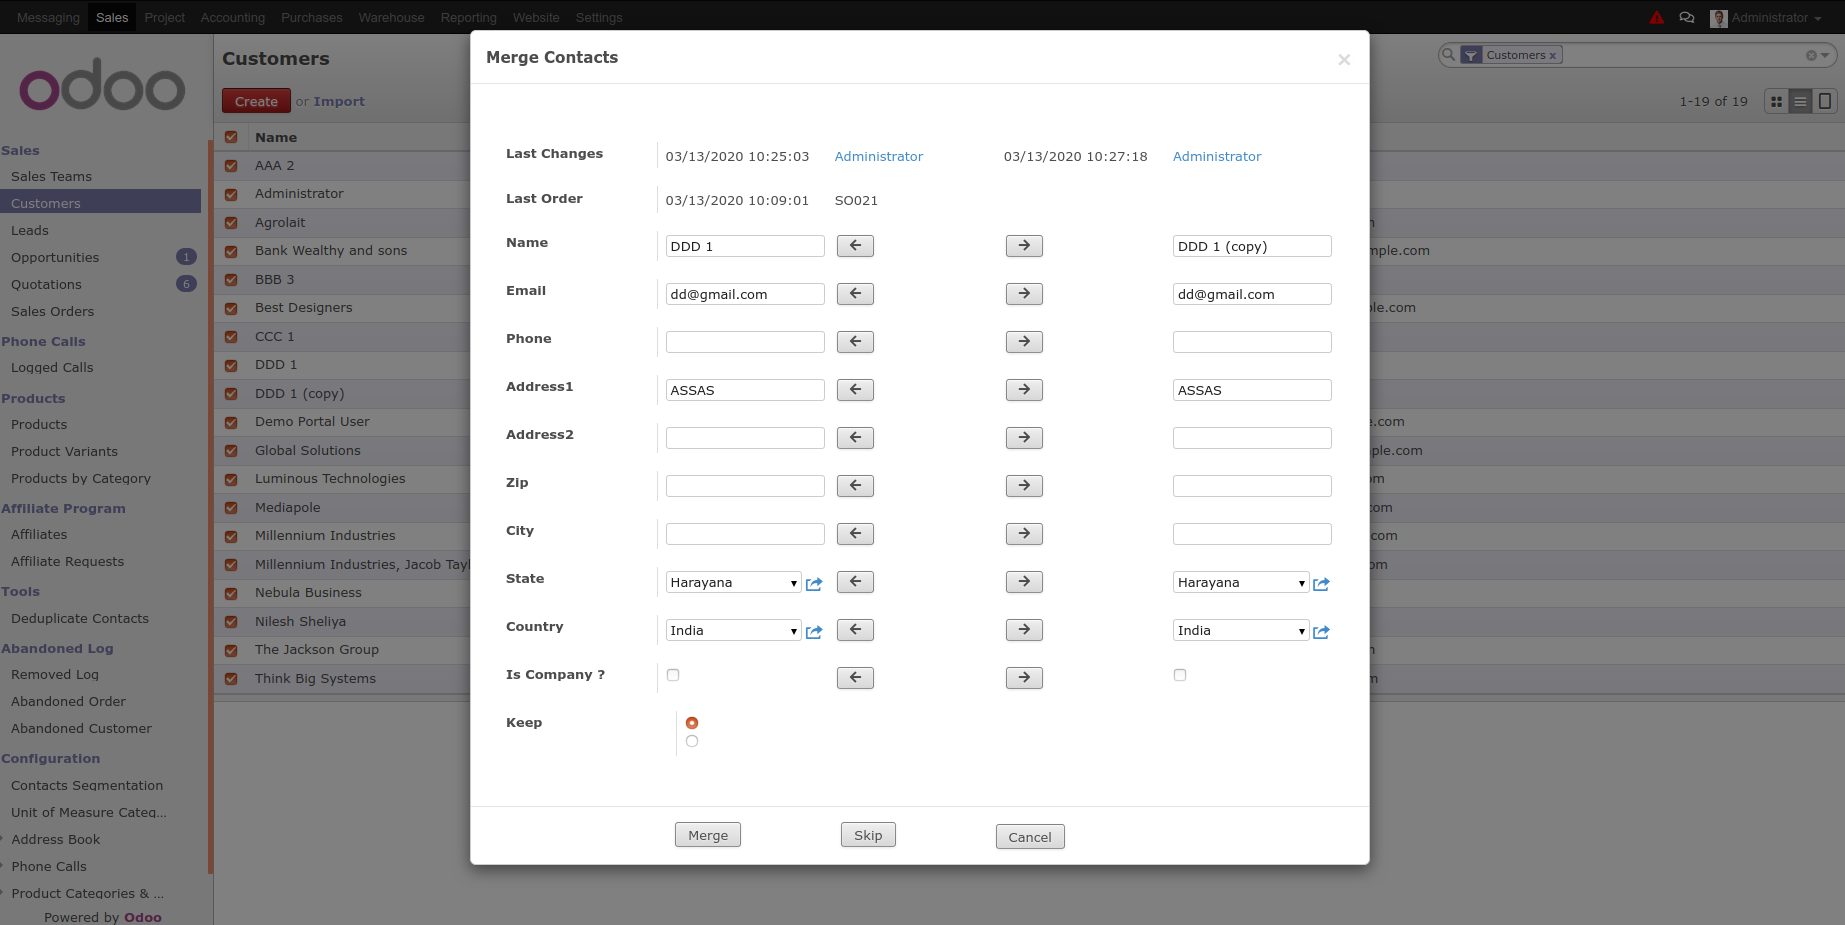 Messaging Sales Project Accounting Purchases Warehouse Reporting Website Settings Administrator
odoo
Sales
Sales Teams
Customers
Leads
Opportunities 1
Quotations 6
Sales Orders
Phone Calls
Logged Calls
Products
Products
Product Variants
Products by Category
Affiliate Program
Affiliates
Affiliate Requests
Tools
Deduplicate Contacts
Abandoned Log
Removed Log
Abandoned Order
Abandoned Customer
Configuration
Contacts Segmentation
Unit of Measure Categ...
Address Book
Phone Calls
Product Categories & ...
Powered by Odoo
Customers
Customers x
Create or Import
1-19 of 19
Name
AAA 2
Administrator
Agrolait
Bank Wealthy and sons
mple.com
BBB 3
Best Designers
ple.com
CCC 1
DDD 1
DDD 1 (copy)
Demo Portal User
e.com
Global Solutions
ple.com
Luminous Technologies
om
Mediapole
com
Millennium Industries
com
Millennium Industries, Jacob Tayl
om
Nebula Business
Nilesh Sheliya
The Jackson Group
Think Big Systems
Merge Contacts ×
Last Changes 03/13/2020 10:25:03 Administrator 03/13/2020 10:27:18 Administrator
Last Order 03/13/2020 10:09:01 SO021
Name DDD 1 DDD 1 (copy)
Email dd@gmail.com dd@gmail.com
Phone
Address1 ASSAS ASSAS
Address2
Zip
City
State Harayana Harayana
Country India India
Is Company ?
Keep
Merge Skip Cancel